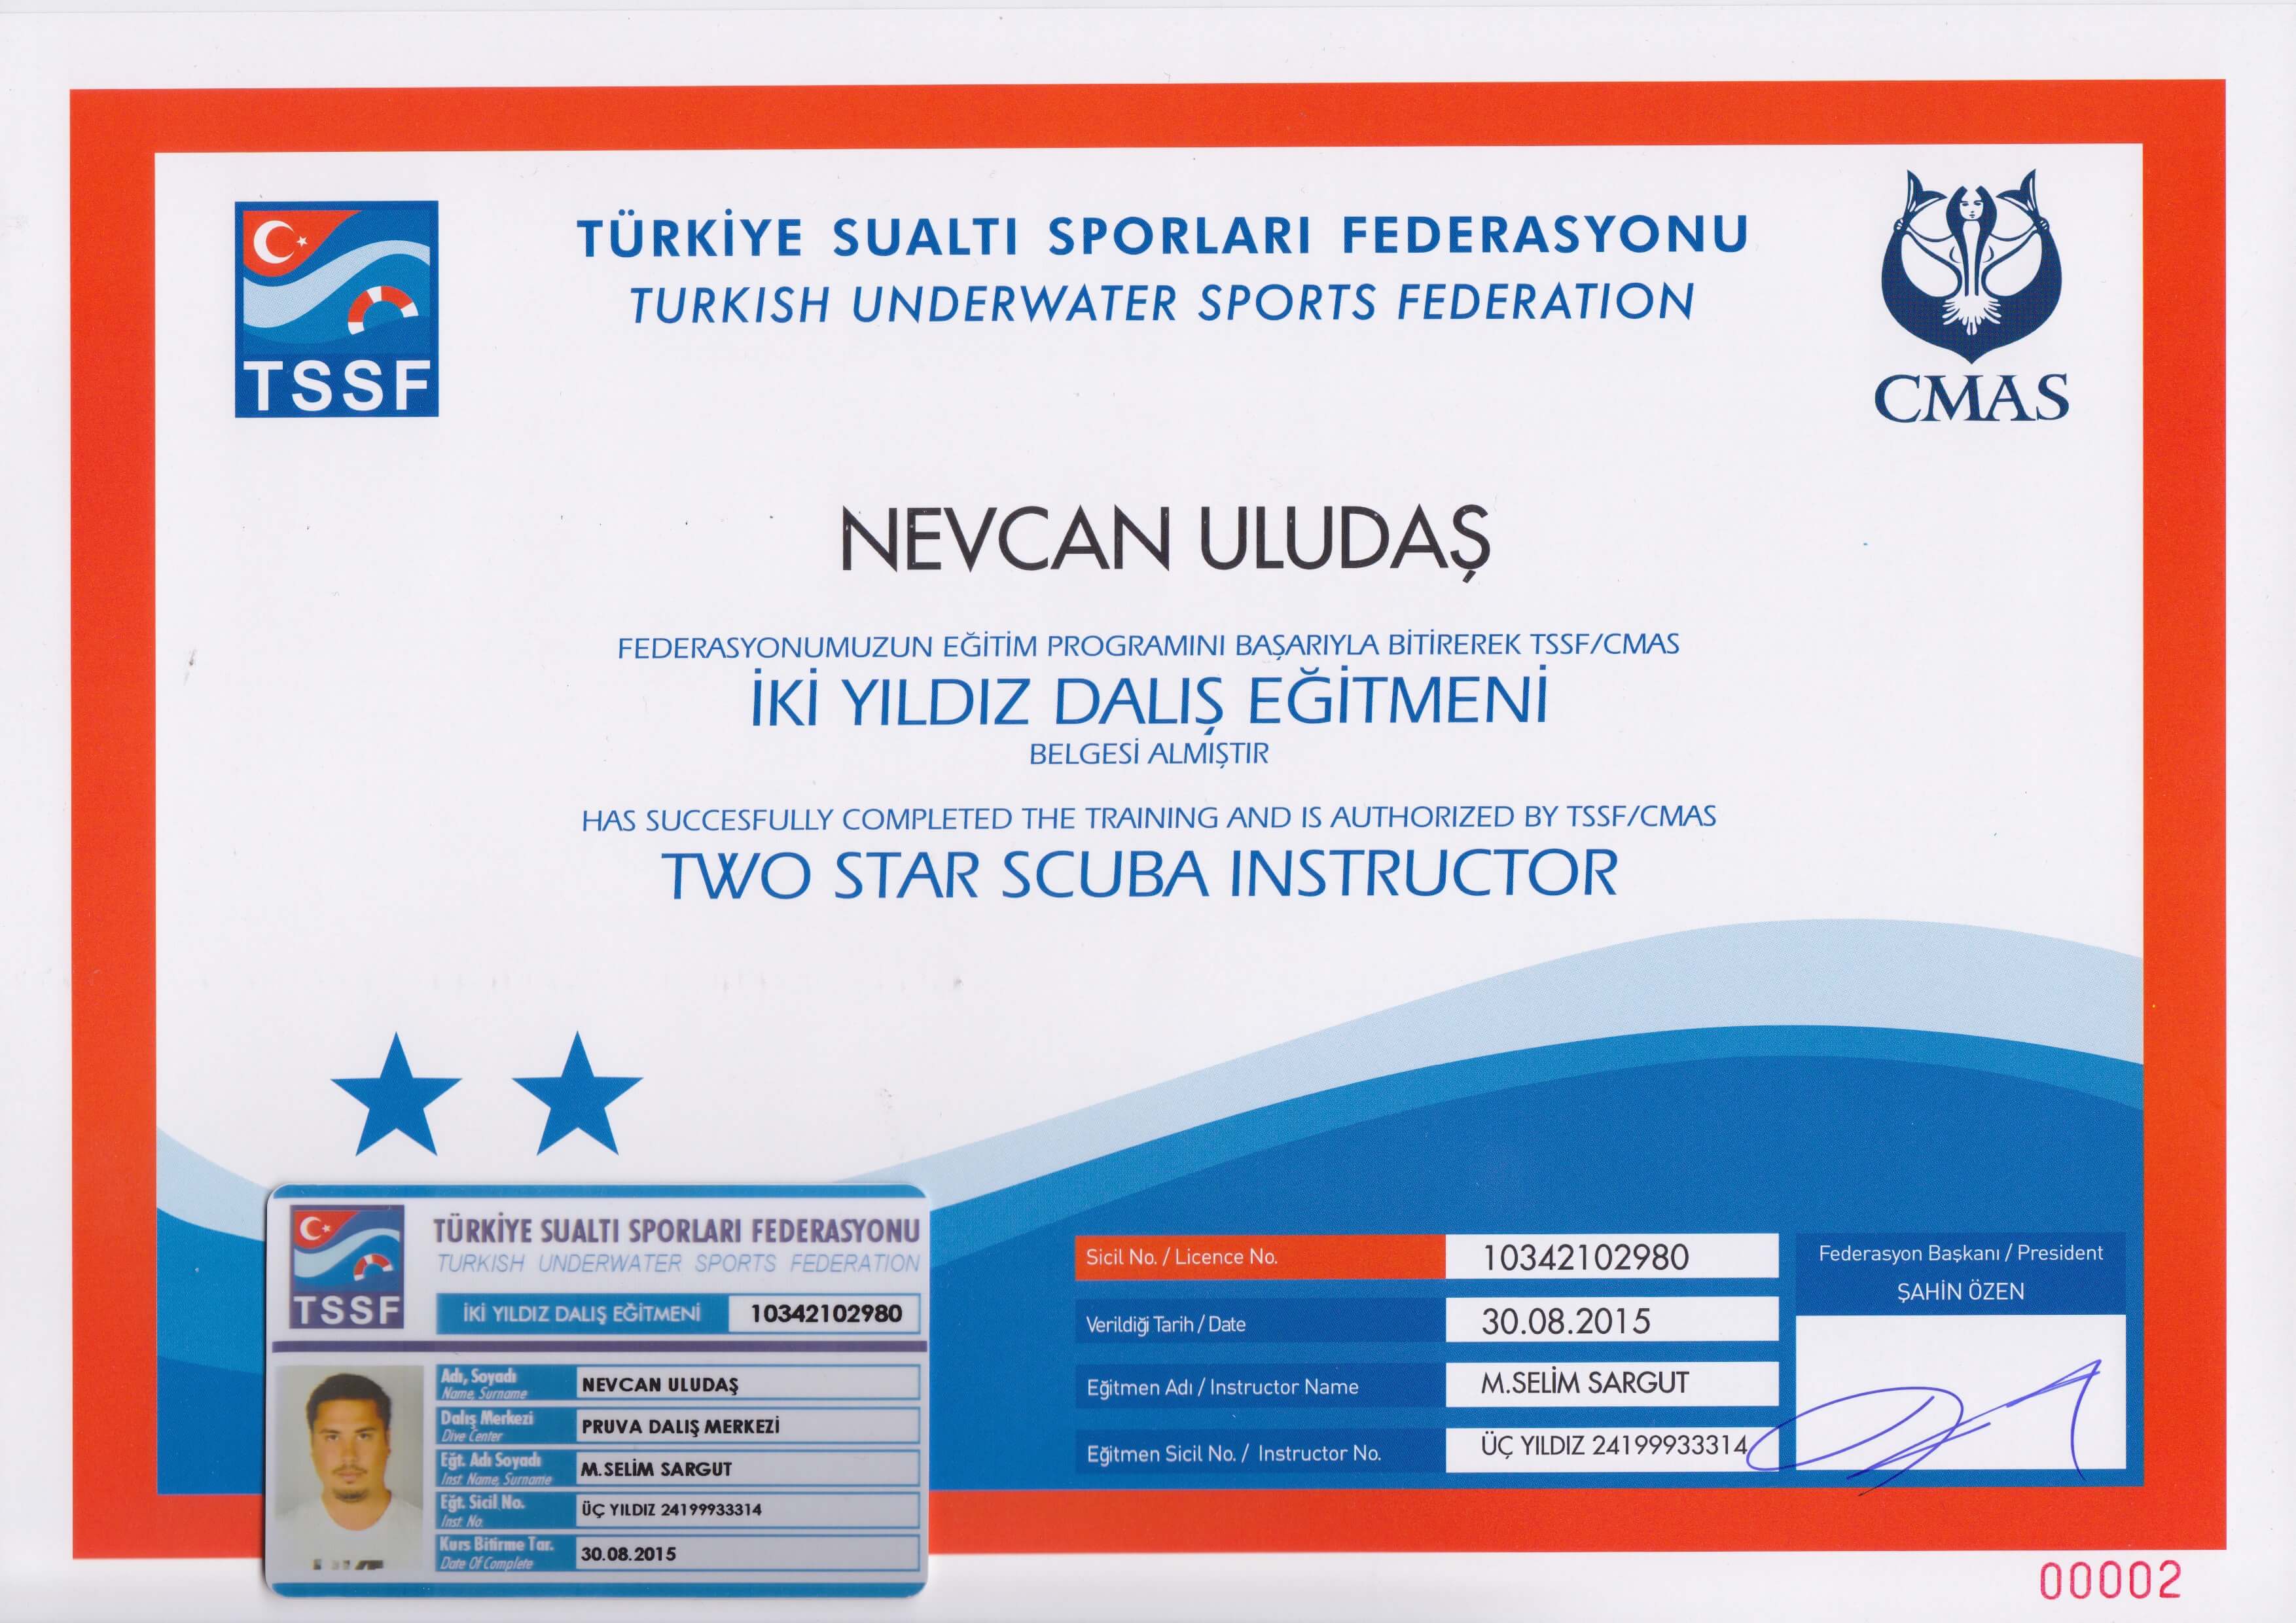 TSSF
TÜRKİYE SUALTI SPORLARI FEDERASYONU
TURKISH UNDERWATER SPORTS FEDERATION
CMAS
NEVCAN ULUDAŞ
FEDERASYONUMUZUN EĞİTİM PROGRAMINI BAŞARIYLA BİTİREREK TSSF/CMAS
İKİ YILDIZ DALIŞ EĞİTMENİ
BELGESİ ALMIŞTIR
HAS SUCCESFULLY COMPLETED THE TRAINING AND IS AUTHORIZED BY TSSF/CMAS
TWO STAR SCUBA INSTRUCTOR
TSSF
TÜRKİYE SUALTI SPORLARI FEDERASYONU
TURKISH UNDERWATER SPORTS FEDERATION
İKİ YILDIZ DALIŞ EĞİTMENİ 10342102980
Adı, Soyadı
Name, Surname
NEVCAN ULUDAŞ
Dalış Merkezi
Dive Center
PRUVA DALIŞ MERKEZİ
Eğt. Adı Soyadı
Inst. Name, Surname
M.SELİM SARGUT
Eğt. Sicil No.
Inst. No.
ÜÇ YILDIZ 24199933314
Kurs Bitirme Tar.
Date Of Complete
30.08.2015
Sicil No. / Licence No. 10342102980
Verildiği Tarih / Date 30.08.2015
Eğitmen Adı / Instructor Name M.SELİM SARGUT
Eğitmen Sicil No. / Instructor No. ÜÇ YILDIZ 24199933314
Federasyon Başkanı / President
ŞAHİN ÖZEN
00002